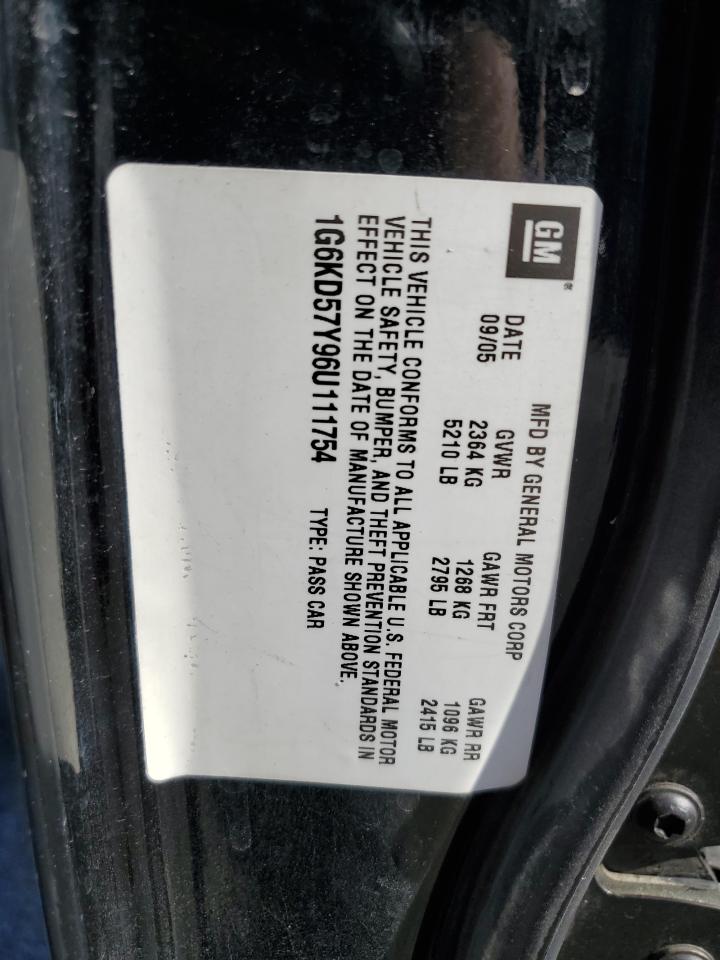 GM®
MFD BY GENERAL MOTORS CORP
DATE GVWR GAWR FRT GAWR RR
09/05 2364 KG 1268 KG 1096 KG
5210 LB 2795 LB 2415 LB
THIS VEHICLE CONFORMS TO ALL APPLICABLE U.S. FEDERAL MOTOR
VEHICLE SAFETY, BUMPER, AND THEFT PREVENTION STANDARDS IN
EFFECT ON THE DATE OF MANUFACTURE SHOWN ABOVE.
1G6KD57Y96U111754 TYPE: PASS CAR